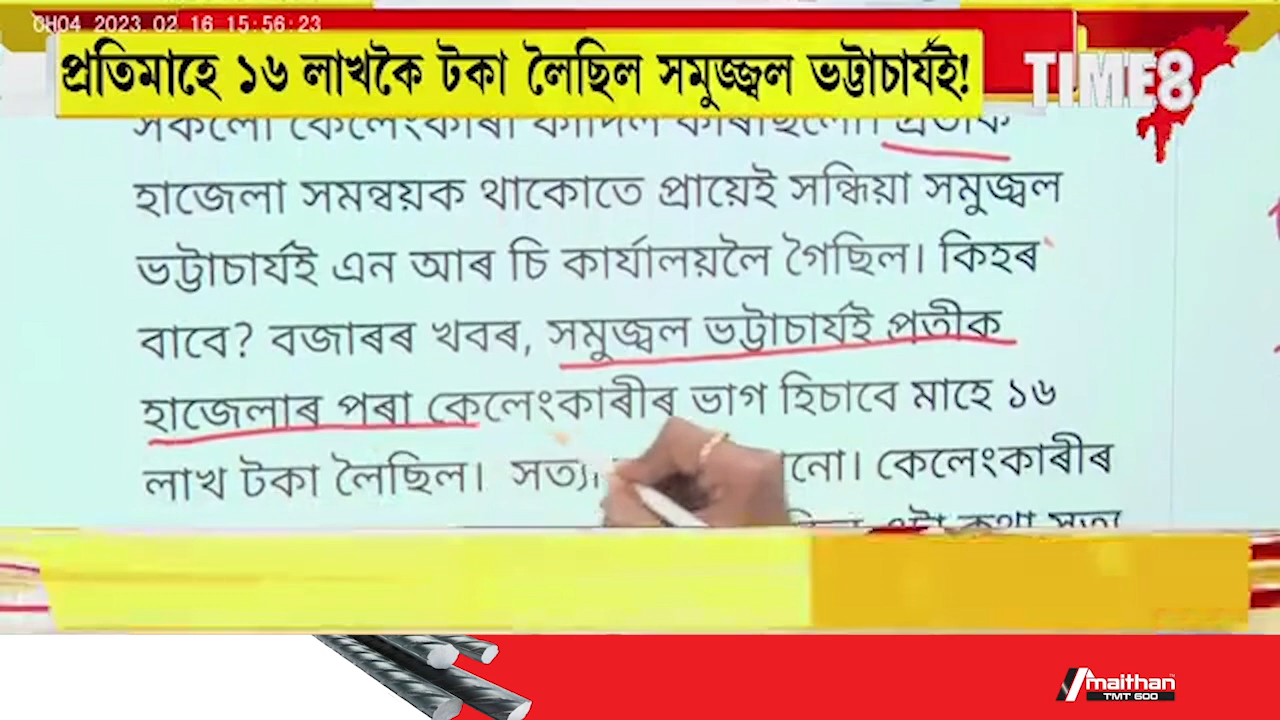 CH04 2023.02.16 15:56:23
প্ৰতিমাহে ১৬ লাখকৈ টকা লৈছিল সমুজ্জ্বল ভট্টাচাৰ্যই!
TIME8
হাজেলা সমন্বয়ক থাকোতে প্ৰায়েই সন্ধিয়া সমুজ্বল
ভট্টাচাৰ্যই এন আৰ চি কাৰ্যালয়লৈ গৈছিল। কিহৰ
বাবে? বজাৰৰ খবৰ, সমুজ্বল ভট্টাচাৰ্যই প্ৰতীক
হাজেলাৰ পৰা কেলেংকাৰীৰ ভাগ হিচাবে মাহে ১৬
লাখ টকা লৈছিল। কেলেংকাৰীৰ
maithan
TMT 600